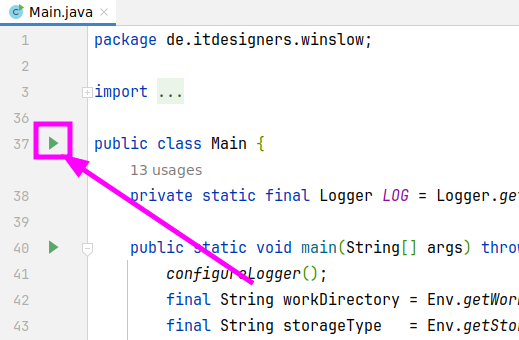 Main.java
1 package de.itdesigners.winslow;
2
3 import ...
36
37 public class Main {
13 usages
38 private static final Logger LOG = Logger.get
39
40 public static void main(String[] args) throw
41 configureLogger();
42 final String workDirectory = Env.getWor
43 final String storageType = Env.getSto